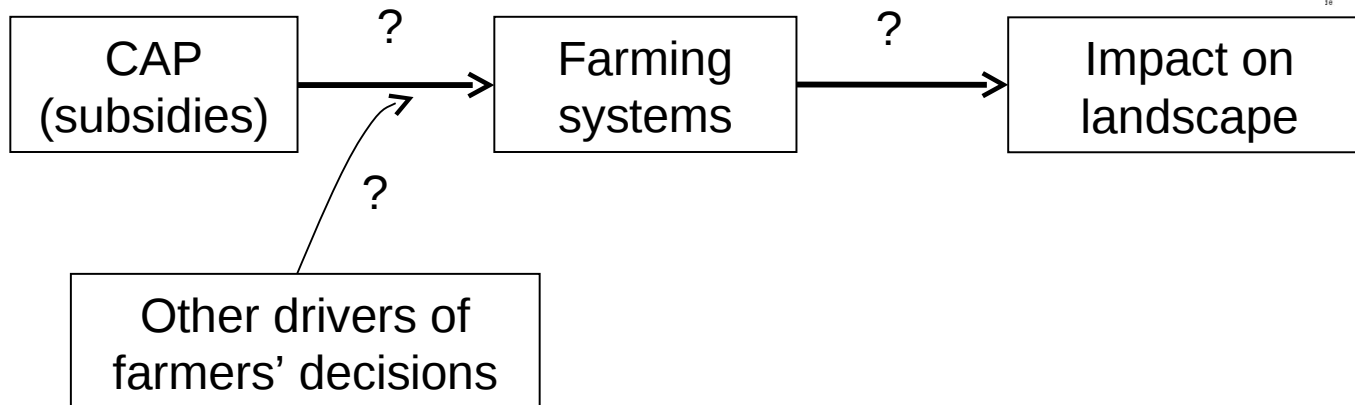 ?
?
CAP
(subsidies)
Farming
systems
Impact on
landscape
?
Other drivers of
farmers’ decisions